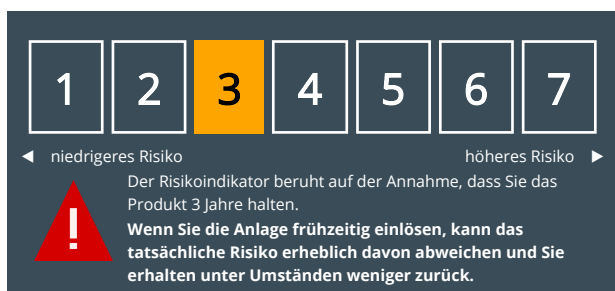 1 2 3 4 5 6 7
niedrigeres Risiko höheres Risiko
Der Risikoindikator beruht auf der Annahme, dass Sie das
Produkt 3 Jahre halten.
Wenn Sie die Anlage frühzeitig einlösen, kann das
tatsächliche Risiko erheblich davon abweichen und Sie
erhalten unter Umständen weniger zurück.
!